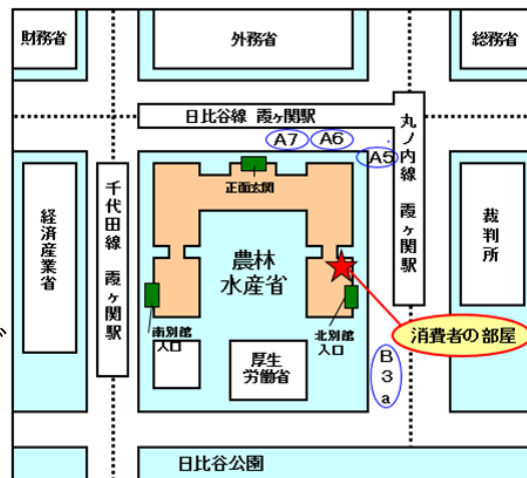 財務省
外務省
総務省
日比谷線 霞ヶ関駅
A7
A6
A5
丸ノ内線 霞ヶ関駅
正面玄関
千代田線 霞ヶ関駅
経済産業省
農林
水産省
裁判所
南別館
入口
北別館
入口
消費者の部屋
厚生
労働省
B3a
日比谷公園